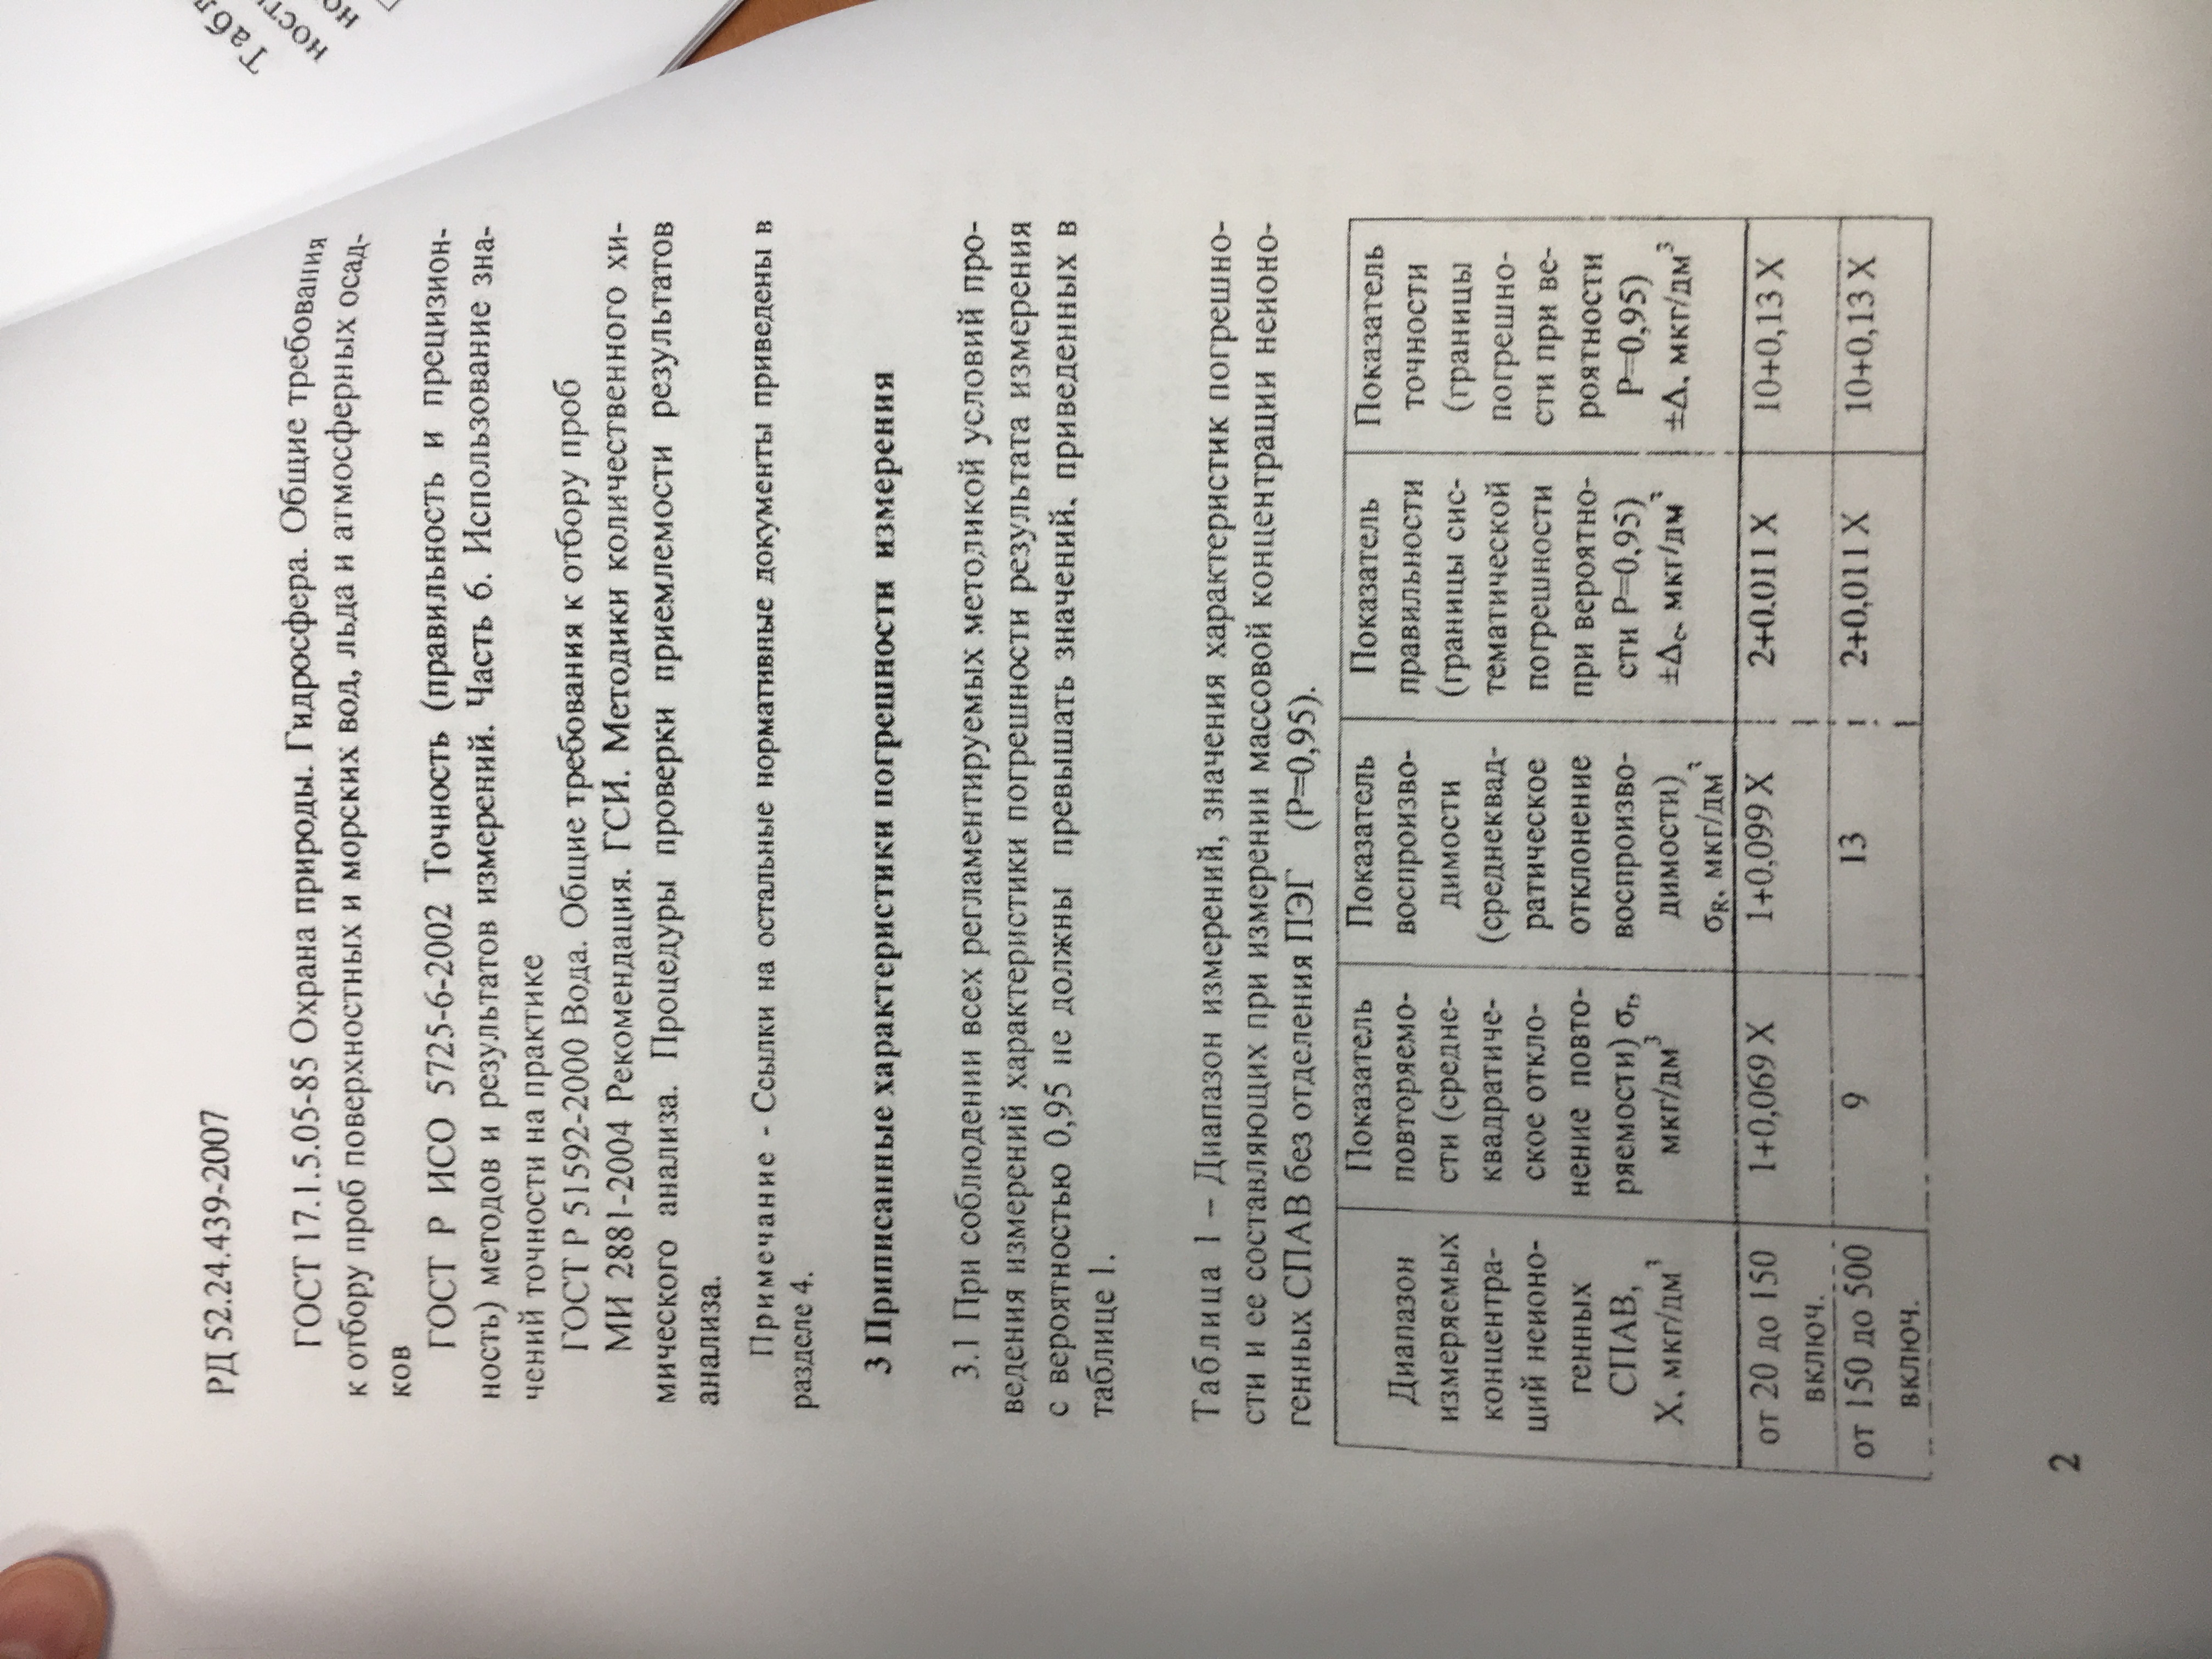 РД 52.24.439-2007
ГОСТ 17.1.5.05-85 Охрана природы. Гидросфера. Общие требования
к отбору проб поверхностных и морских вод, льда и атмосферных осад-
ков
ГОСТ Р ИСО 5725-6-2002 Точность (правильность и прецизион-
ность) методов и результатов измерений. Часть 6. Использование зна-
чений точности на практике
ГОСТ Р 51592-2000 Вода. Общие требования к отбору проб
МИ 2881-2004 Рекомендация. ГСИ. Методики количественного хи-
мического анализа. Процедуры проверки приемлемости результатов
анализа.
Примечание - Ссылки на остальные нормативные документы приведены в
разделе 4.
3 Приписанные характеристики погрешности измерения
3.1 При соблюдении всех регламентируемых методикой условий про-
ведения измерений характеристики погрешности результата измерения
с вероятностью 0,95 не должны превышать значений, приведенных в
таблице 1.
Таблица 1 – Диапазон измерений, значения характеристик погрешно-
сти и ее составляющих при измерении массовой концентрации неионо-
генных СПАВ без отделения ПЭГ (Р=0,95).
Диапазон
измеряемых
концентра-
ций неионо-
генных
СПАВ,
Х, мкг/дм³
Показатель
повторяемо-
сти (средне-
квадратиче-
ское откло-
нение повто-
ряемости) σr,
мкг/дм³
Показатель
воспроизво-
димости
(среднеквад-
ратическое
отклонение
воспроизво-
димости)
σR, мкг/дм³
Показатель
правильности
(границы сис-
тематической
погрешности
при вероятно-
сти Р=0,95)
±Δс, мкг/дм³
Показатель
точности
(границы
погрешно-
сти при ве-
роятности
Р=0,95)
±Δ, мкг/дм³
от 20 до 150
включ.
1+0,069 Х
1+0,099 Х
2+0.011 Х
10+0,13 Х
от 150 до 500
включ.
9
13
2+0,011 Х
10+0,13 Х
2
Табл
ност
но